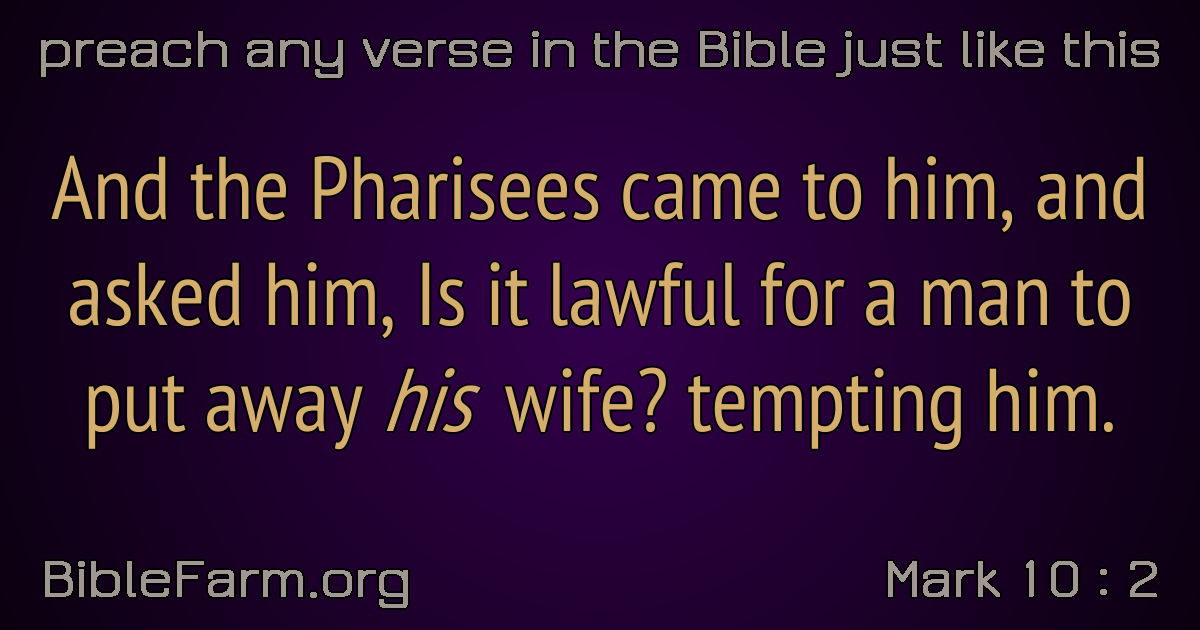 preach any verse in the Bible just like this
And the Pharisees came to him, and
asked him, Is it lawful for a man to
put away his wife? tempting him.
BibleFarm.org
Mark 10 : 2